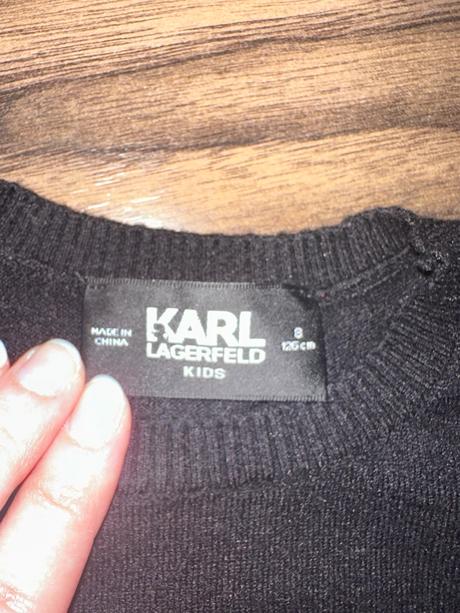 MADE IN
CHINA
KARL
LAGERFELD
KIDS
8
126 cm